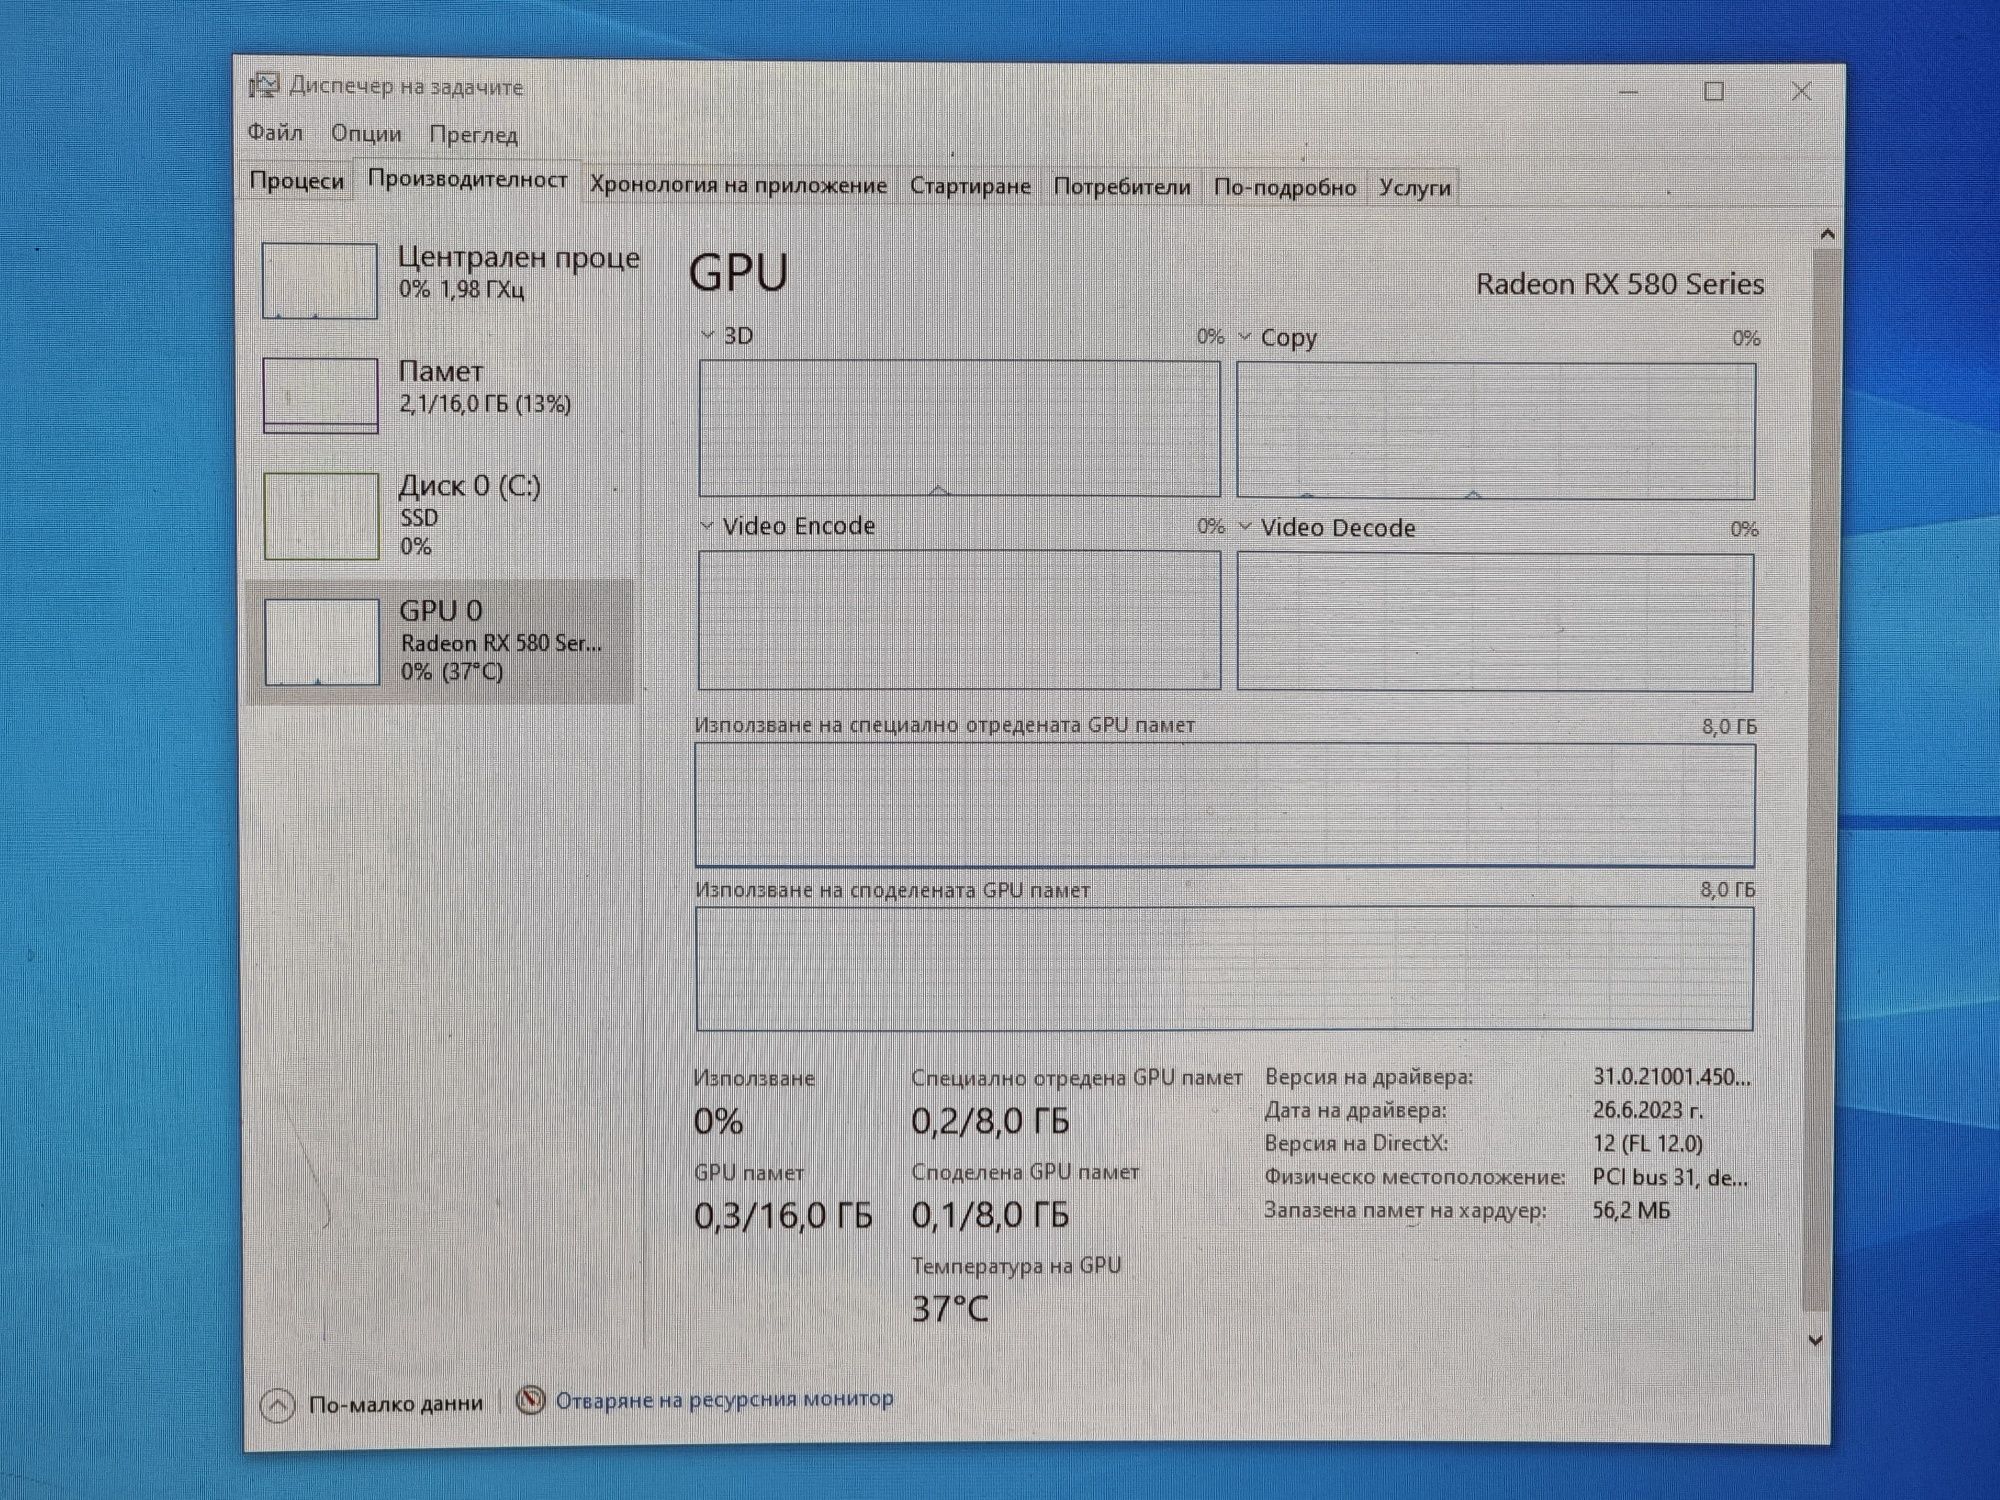 Диспечер на задачите
Файл Опции Преглед
Процеси Производителност Хронология на приложение Стартиране Потребители По-подробно Услуги
Централен проце
0% 1,98 ГХц
Памет
2,1/16,0 ГБ (13%)
Диск 0 (C:)
SSD
0%
GPU 0
Radeon RX 580 Ser...
0% (37°C)
GPU Radeon RX 580 Series
3D 0% Copy 0%
Video Encode 0% Video Decode 0%
Използване на специално отредената GPU памет 8,0 ГБ
Използване на споделената GPU памет 8,0 ГБ
Използване
0%
GPU памет
0,3/16,0 ГБ
Специално отредена GPU памет
0,2/8,0 ГБ
Споделена GPU памет
0,1/8,0 ГБ
Температура на GPU
37°C
Версия на драйвера: 31.0.21001.450...
Дата на драйвера: 26.6.2023 г.
Версия на DirectX: 12 (FL 12.0)
Физическо местоположение: PCI bus 31, de...
Запазена памет на хардуер: 56,2 МБ
По-малко данни Отваряне на ресурсния монитор